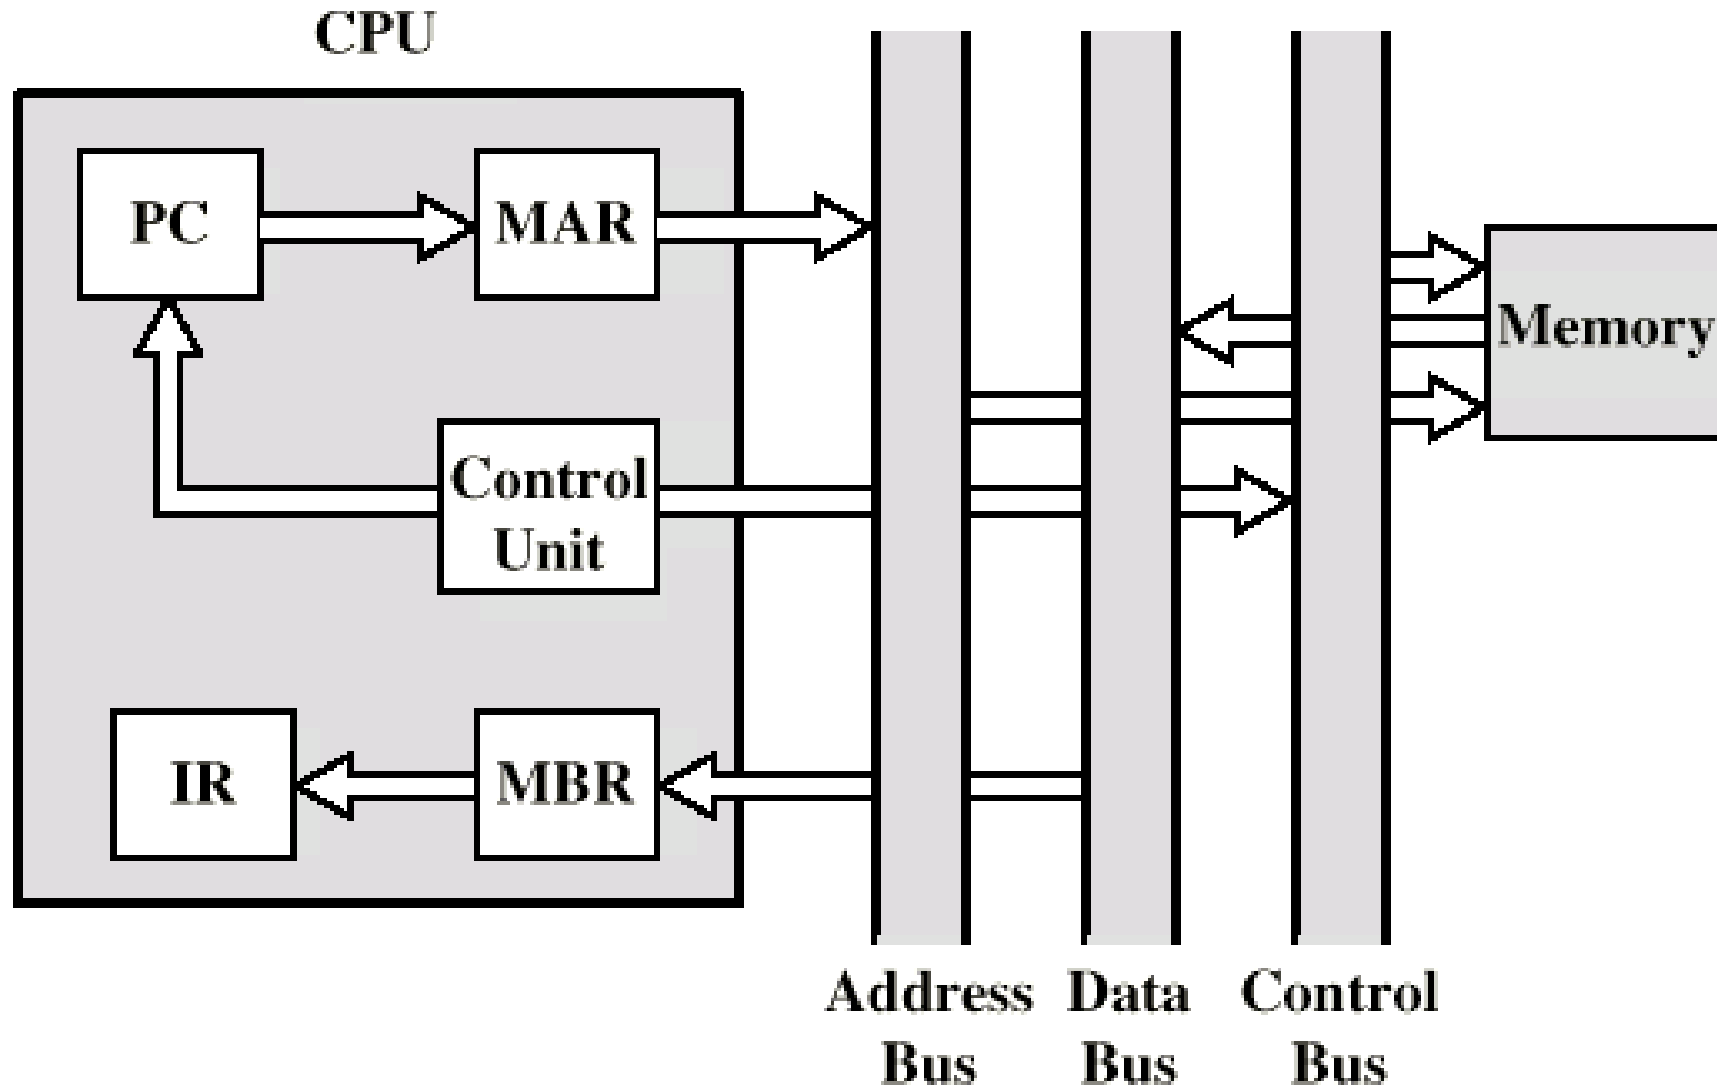 CPU
PC
MAR
Memory
Control
Unit
IR
MBR
Address
Bus
Data
Bus
Control
Bus